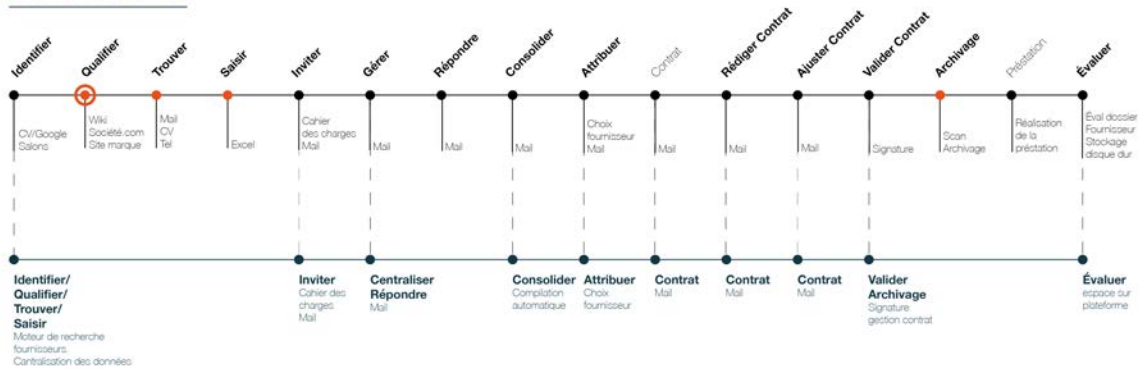 Identifier
Qualifier
Trouver
Saisir
Inviter
Gérer
Répondre
Consolider
Attribuer
Contrat
Rédiger Contrat
Ajuster Contrat
Valider Contrat
Archivage
Préstation
Évaluer
CV/Google
Salons
Wiki
Société.com
Site marque
Mail
CV
Tel
Excel
Cahier
des charges
Mail
Mail
Mail
Mail
Choix
fournisseur
Mail
Mail
Mail
Mail
Signature
Scan
Archivage
Réalisation
de la
préstation
Éval dossier
Fournisseur
Stockage
disque dur
Identifier/
Qualifier/
Trouver/
Saisir
Moteur de recherche
fournisseurs.
Cantralisation des données
Inviter
Cahier des
charges
Mail
Centraliser
Répondre
Mail
Consolider
Compilation
automatique
Attribuer
Choix
fournisseur
Contrat
Mail
Contrat
Mail
Contrat
Mail
Valider
Archivage
Signature
gestion contrat
Évaluer
espace sur
plateforme